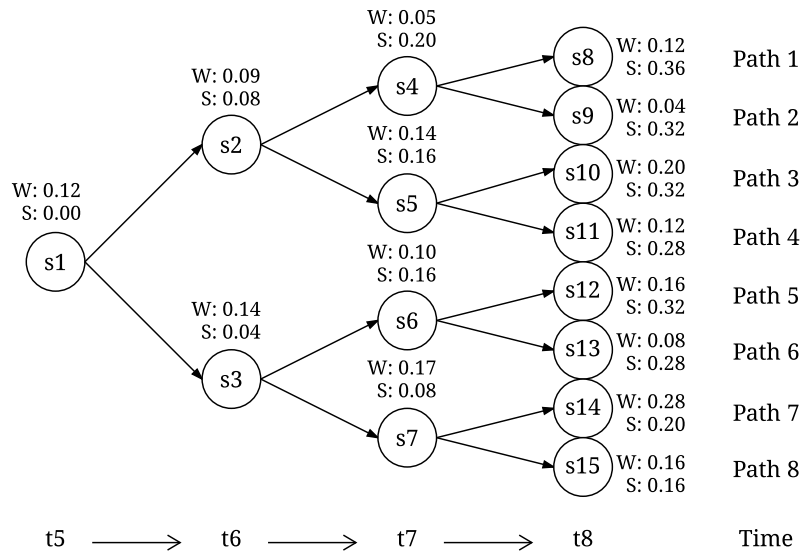 W: 0.12
S: 0.00
s1
W: 0.09
S: 0.08
s2
W: 0.14
S: 0.04
s3
W: 0.05
S: 0.20
s4
W: 0.14
S: 0.16
s5
W: 0.10
S: 0.16
s6
W: 0.17
S: 0.08
s7
s8
W: 0.12
S: 0.36
Path 1
s9
W: 0.04
S: 0.32
Path 2
s10
W: 0.20
S: 0.32
Path 3
s11
W: 0.12
S: 0.28
Path 4
s12
W: 0.16
S: 0.32
Path 5
s13
W: 0.08
S: 0.28
Path 6
s14
W: 0.28
S: 0.20
Path 7
s15
W: 0.16
S: 0.16
Path 8
t5
t6
t7
t8
Time